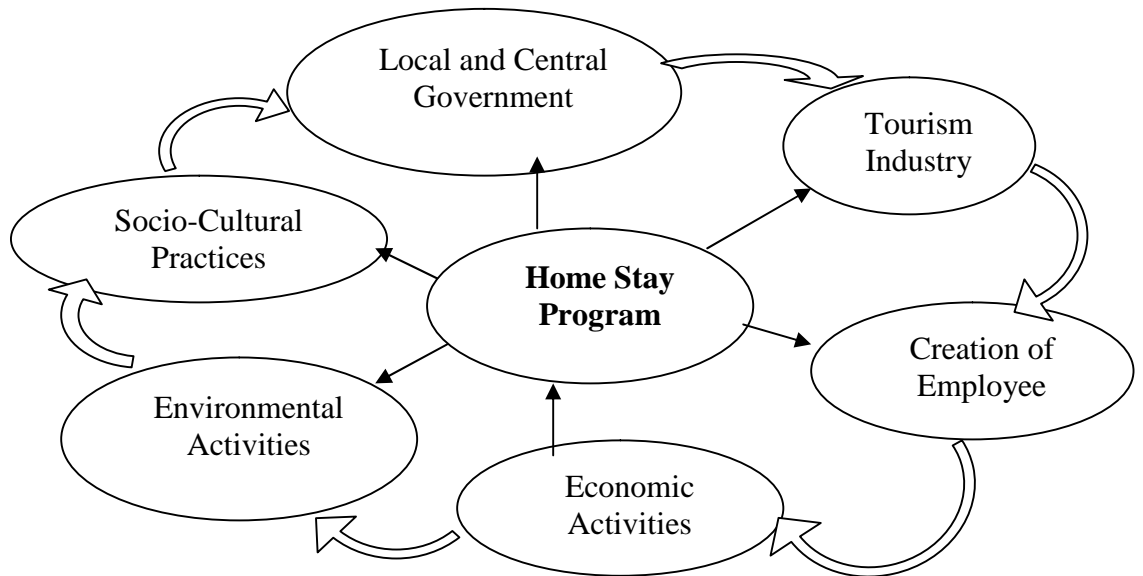 Local and Central
Government
Tourism
Industry
Socio-Cultural
Practices
Home Stay
Program
Creation of
Employee
Environmental
Activities
Economic
Activities